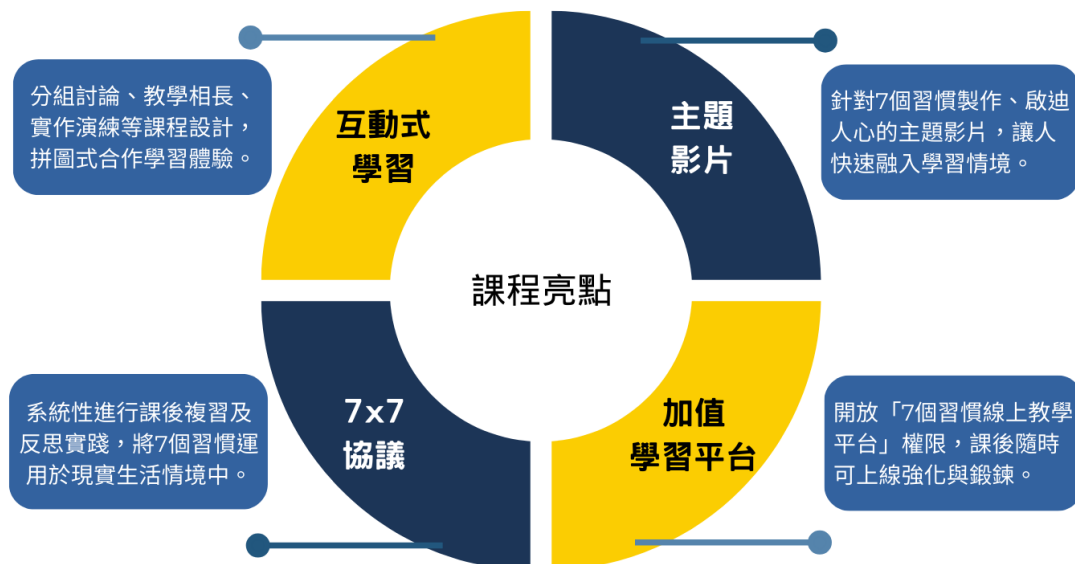 分組討論、教學相長、
實作演練等課程設計，
拼圖式合作學習體驗。
互動式
學習
主題
影片
針對7個習慣製作、啟迪
人心的主題影片，讓人
快速融入學習情境。
課程亮點
系統性進行課後複習及
反思實踐，將7個習慣運
用於現實生活情境中。
7x7
協議
加值
學習平台
開放「7個習慣線上教學
平台」權限，課後隨時
可上線強化與鍛鍊。